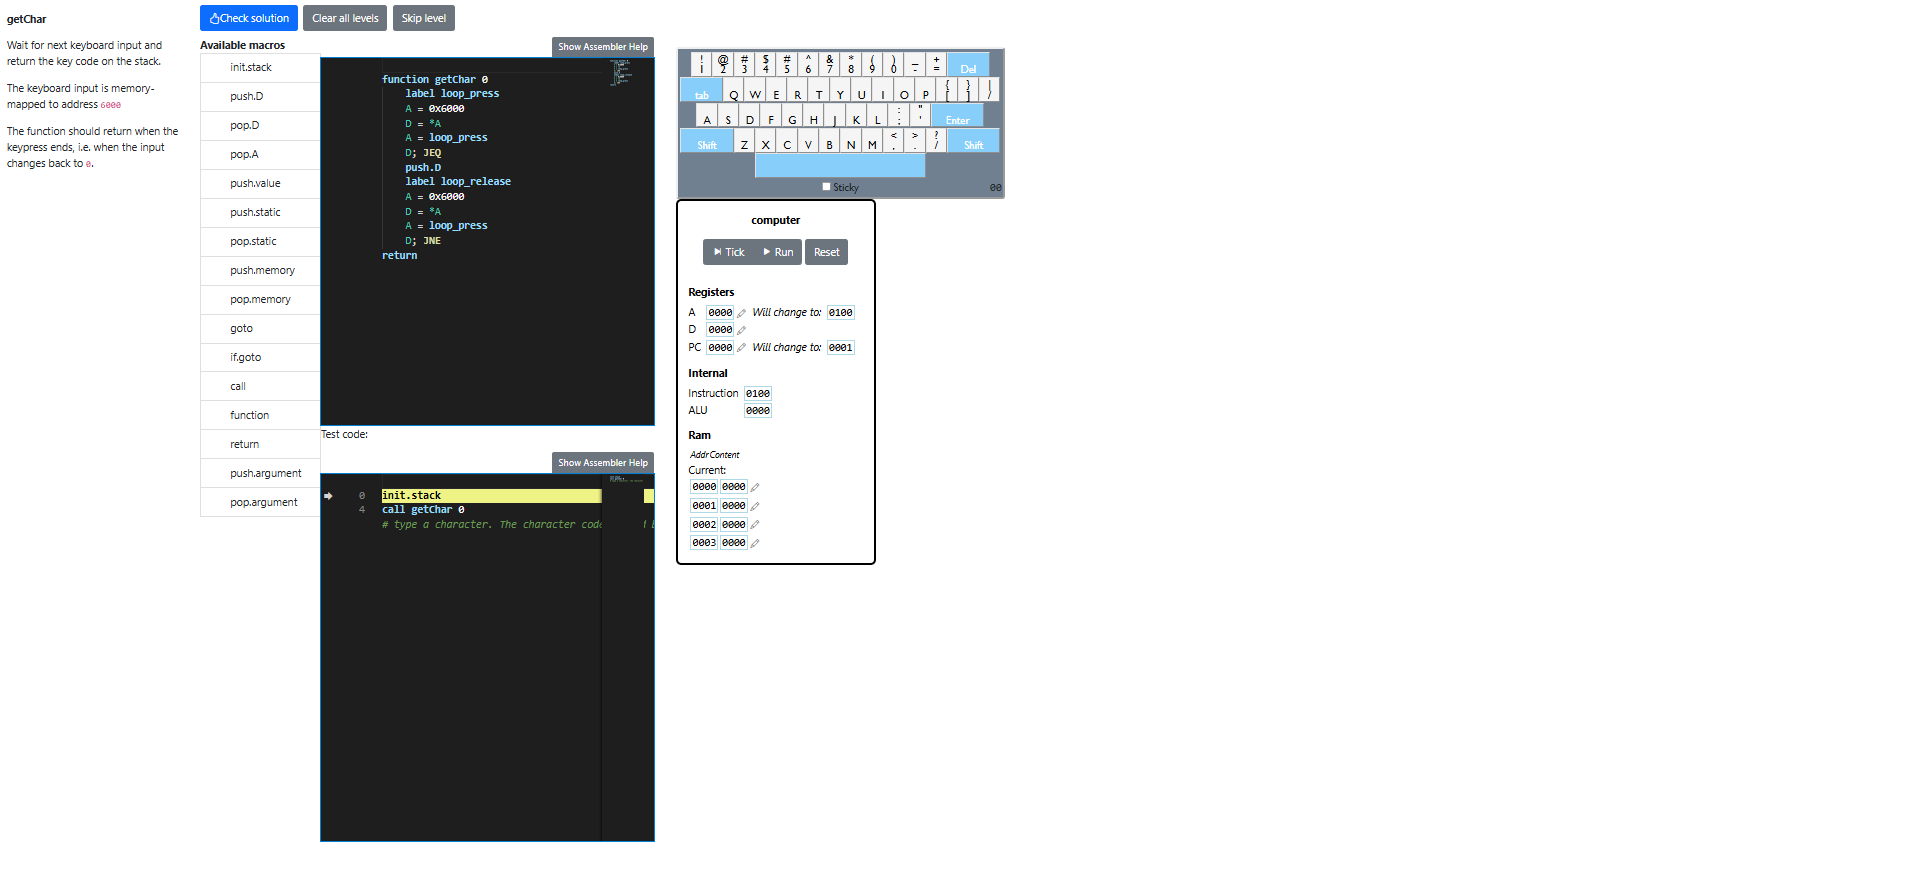 getChar
Wait for next keyboard input and
return the key code on the stack.
The keyboard input is memory-
mapped to address 6000
The function should return when the
keypress ends, i.e. when the input
changes back to 0.
Check solution
Clear all levels
Skip level
Available macros
init.stack
push.D
pop.D
pop.A
push.value
push.static
pop.static
push.memory
pop.memory
goto
if.goto
call
function
return
push.argument
pop.argument
Show Assembler Help
function getChar 0
label loop_press
A = 0x6000
D = *A
A = loop_press
D; JEQ
push.D
label loop_release
A = 0x6000
D = *A
A = loop_press
D; JNE
return
Test code:
Show Assembler Help
0 init.stack
4 call getChar 0
# type a character. The character cod
! @ # $ # ^ & * ( ) _ +
1 2 3 4 5 6 7 8 9 0 - = Del
{ } |
tab Q W E R T Y U I O P [ ] /
: "
A S D F G H J K L ; ' Enter
< > ?
Shift Z X C V B N M , . / Shift
Sticky 00
computer
Tick Run Reset
Registers
A 0000 Will change to: 0100
D 0000
PC 0000 Will change to: 0001
Internal
Instruction 0100
ALU 0000
Ram
Addr Content
Current:
0000 0000
0001 0000
0002 0000
0003 0000